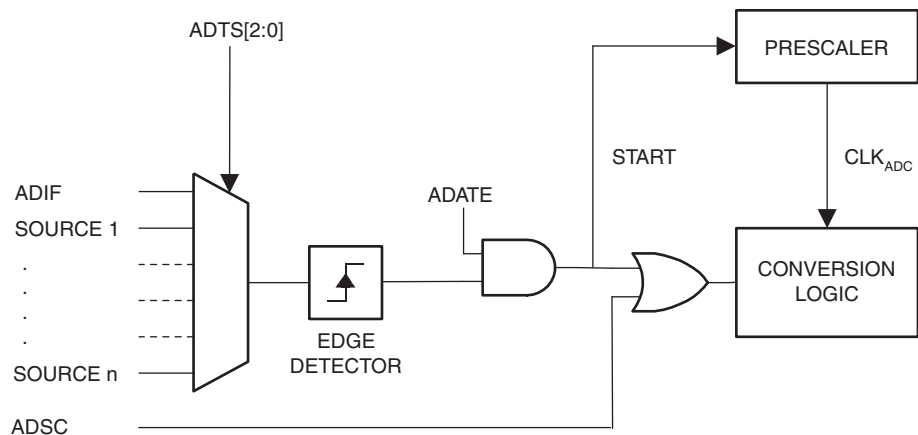 ADTS[2:0]
PRESCALER
START
CLKADC
ADIF
ADATE
SOURCE 1
.
.
.
.
CONVERSION
LOGIC
EDGE
DETECTOR
SOURCE n
ADSC